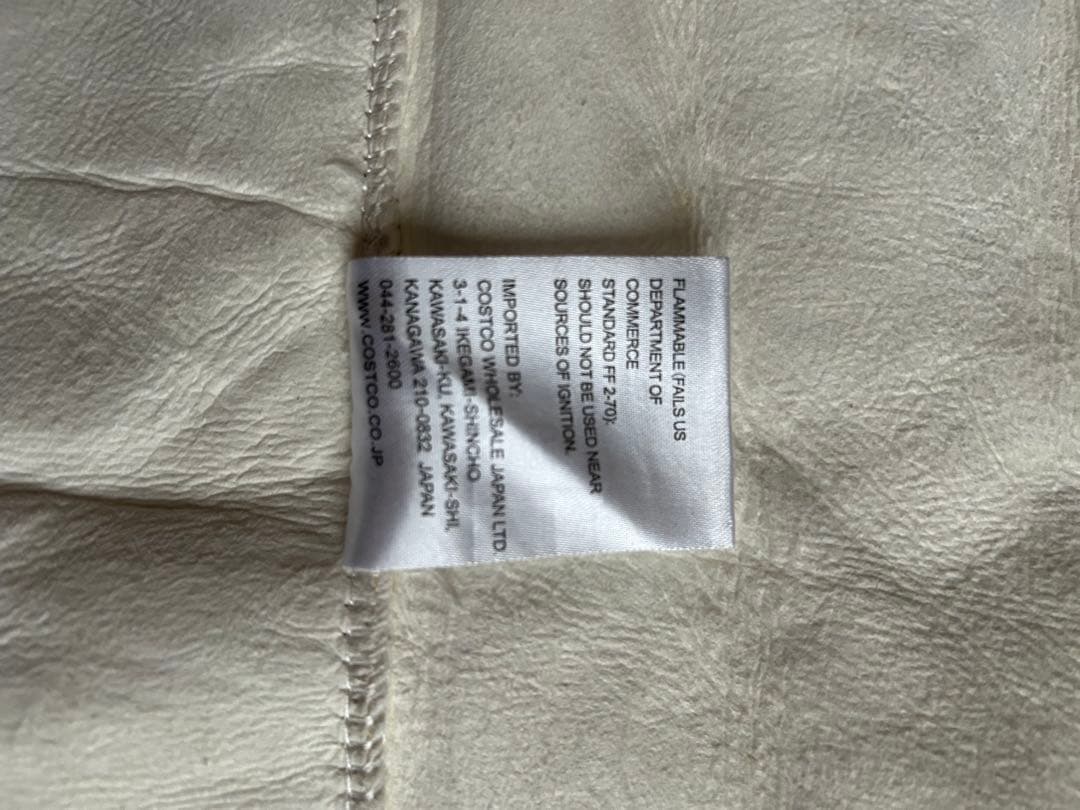 FLAMMABLE (FAILS US
DEPARTMENT OF
COMMERCE
STANDARD FF 2-70):
SHOULD NOT BE USED NEAR
SOURCES OF IGNITION.
IMPORTED BY:
COSTCO WHOLESALE JAPAN LTD.
3-1-4 IKEGAMI-SHINCHO
KAWASAKI-KU, KAWASAKI-SHI,
KANAGAWA 210-0832 JAPAN
044-281-2600
WWW.COSTCO.CO.JP